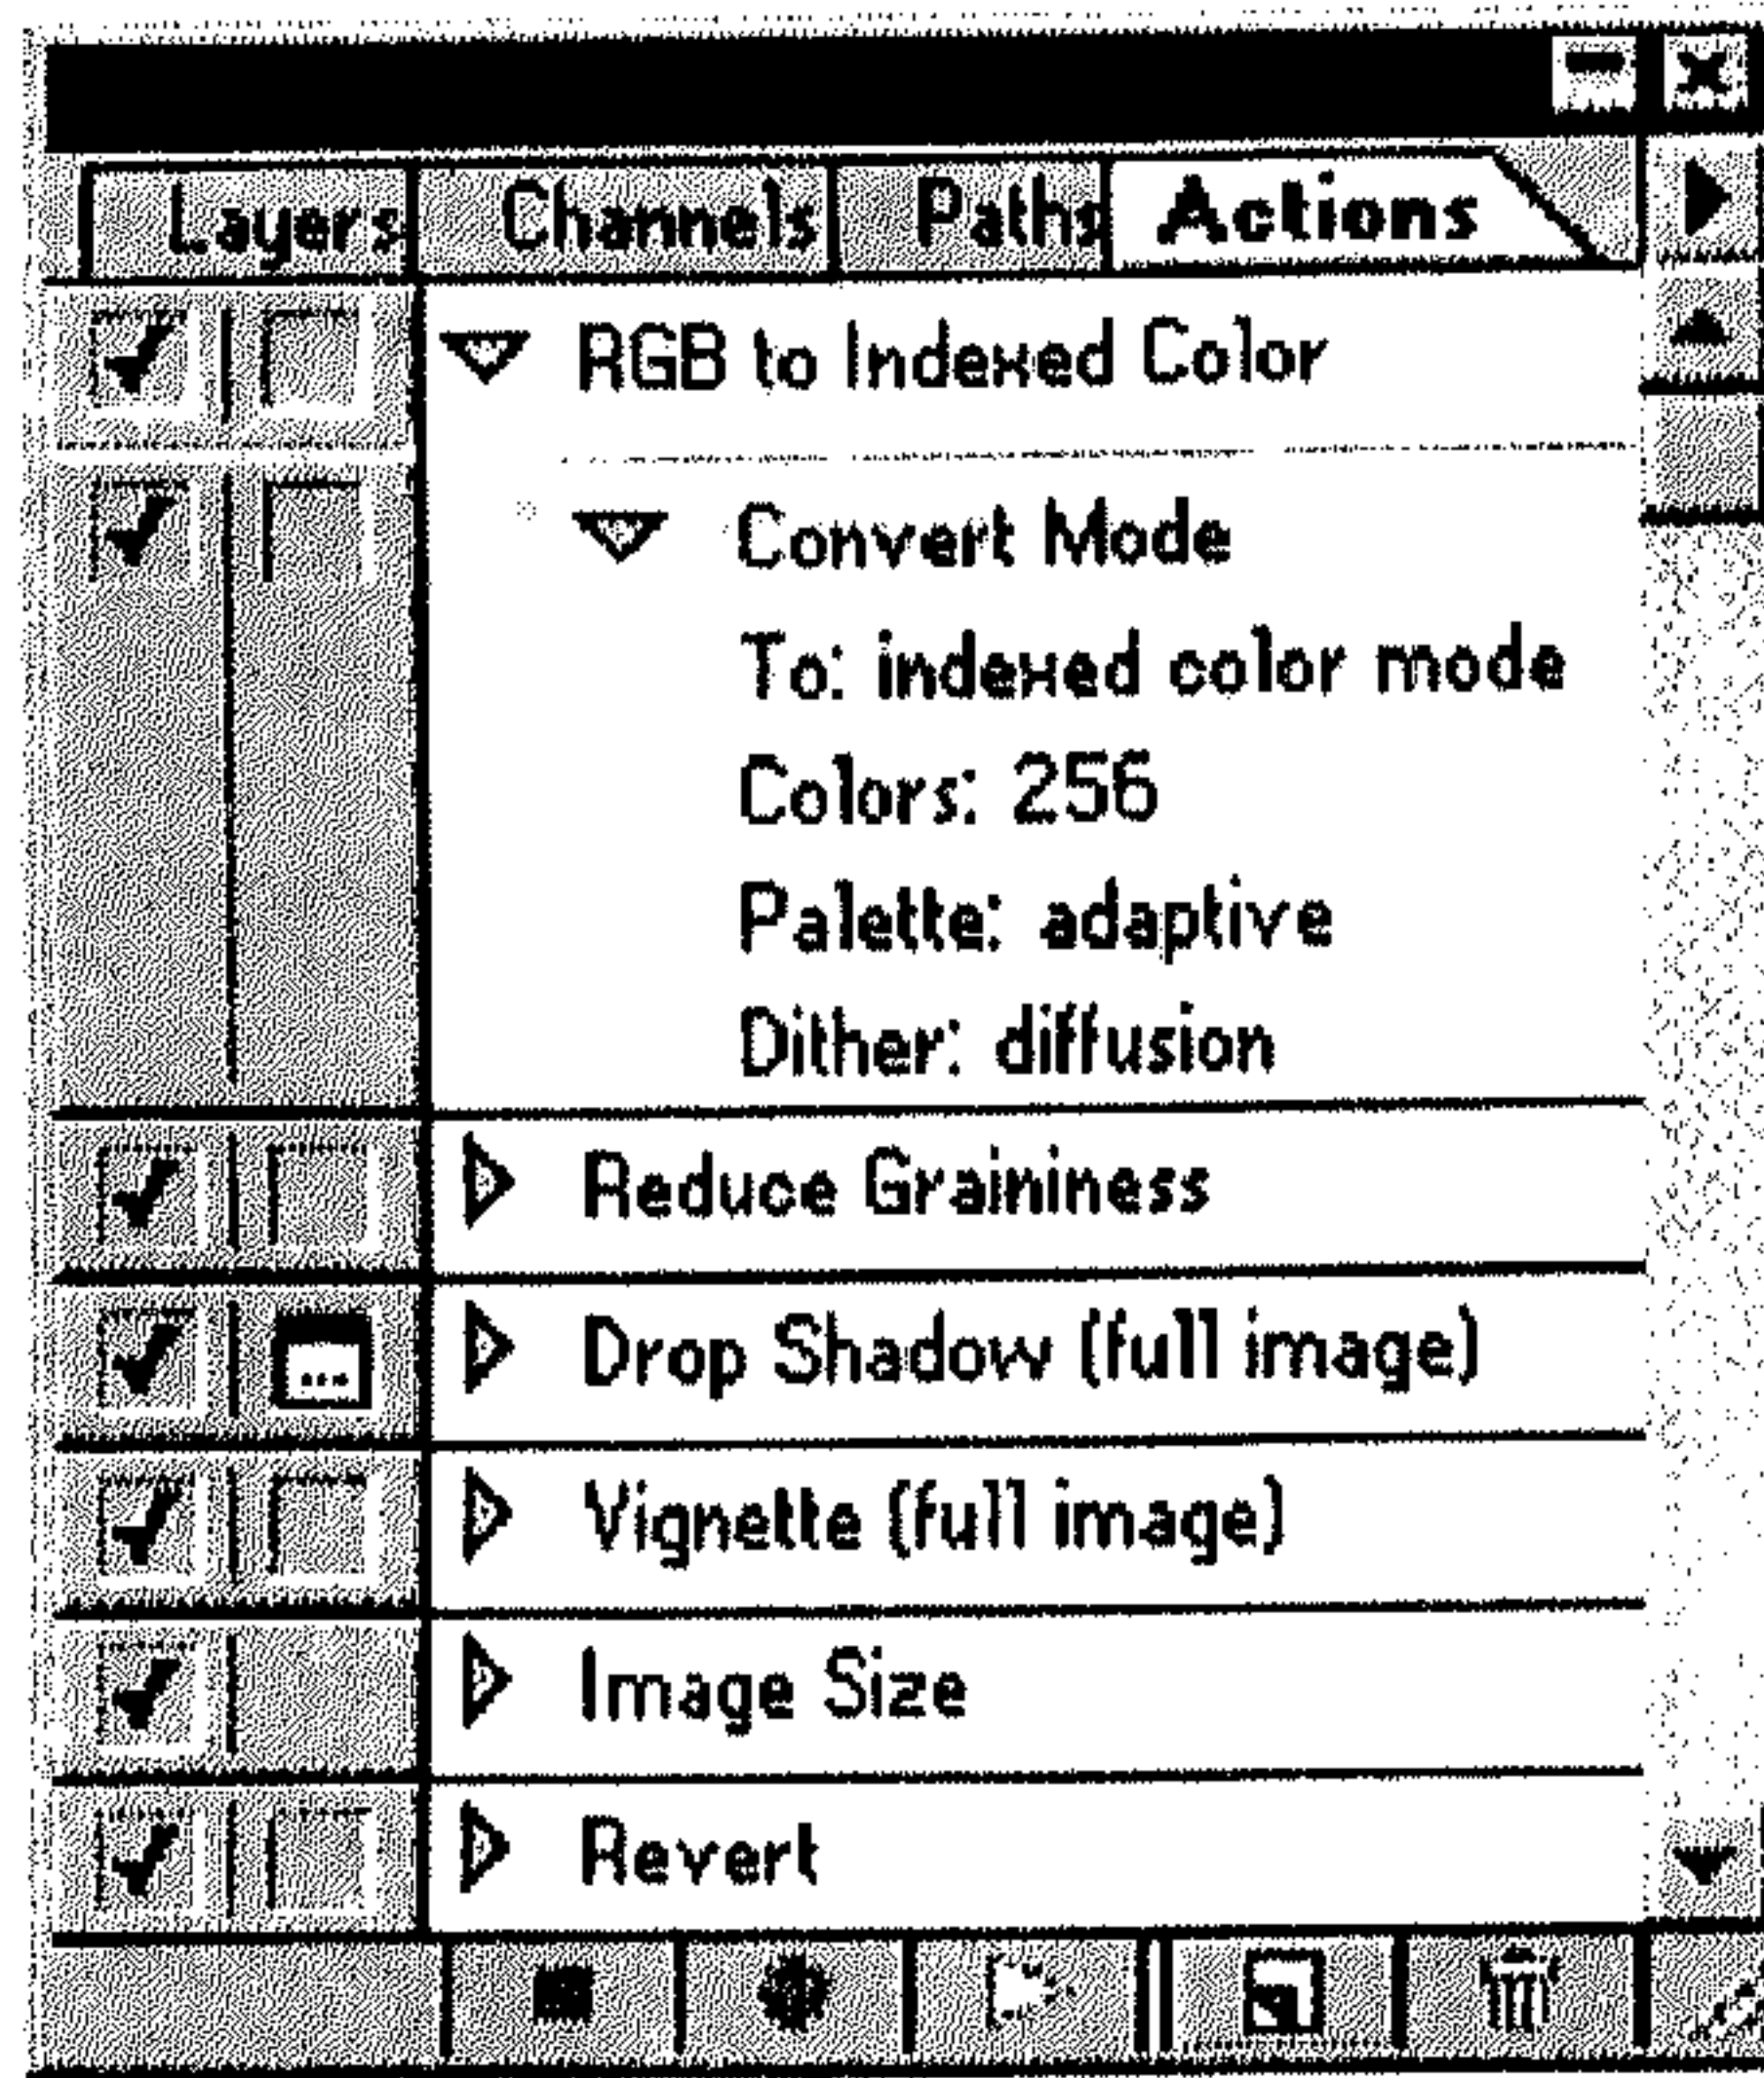 Layers Channels Paths Actions
RGB to Indexed Color
Convert Mode
To: indexed color mode
Colors: 256
Palette: adaptive
Dither: diffusion
Reduce Graininess
Drop Shadow (full image)
Vignette (full image)
Image Size
Revert